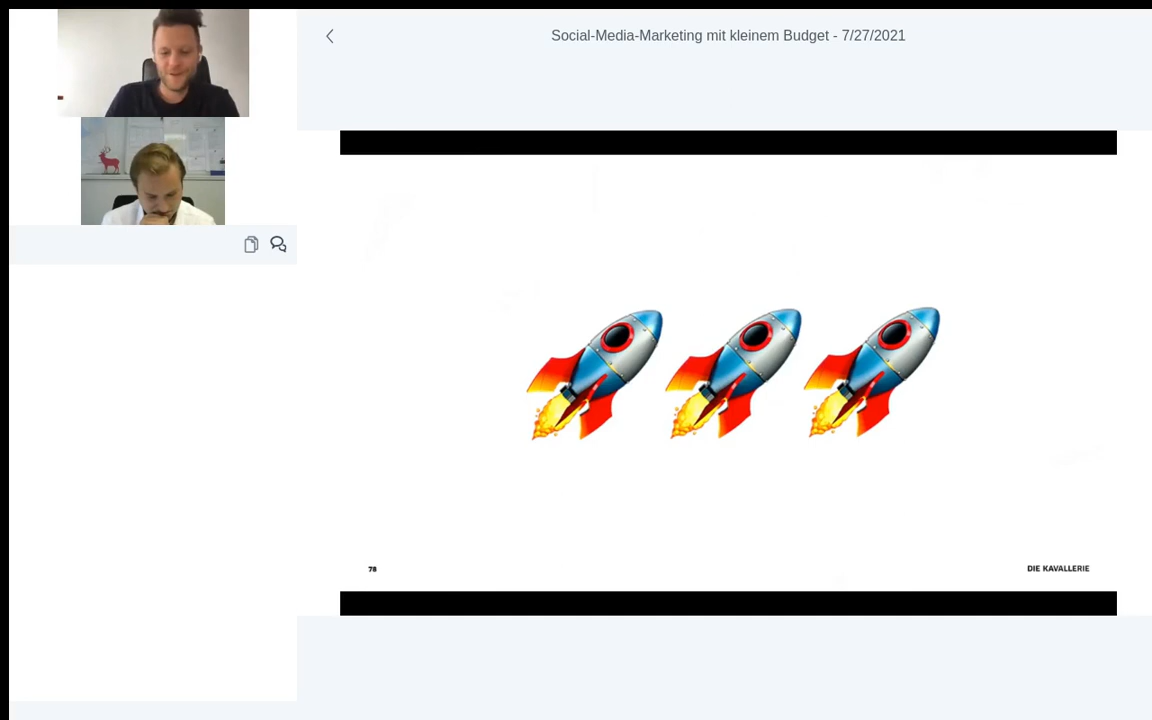 Social-Media-Marketing mit kleinem Budget - 7/27/2021
78
DIE KAVALLERIE